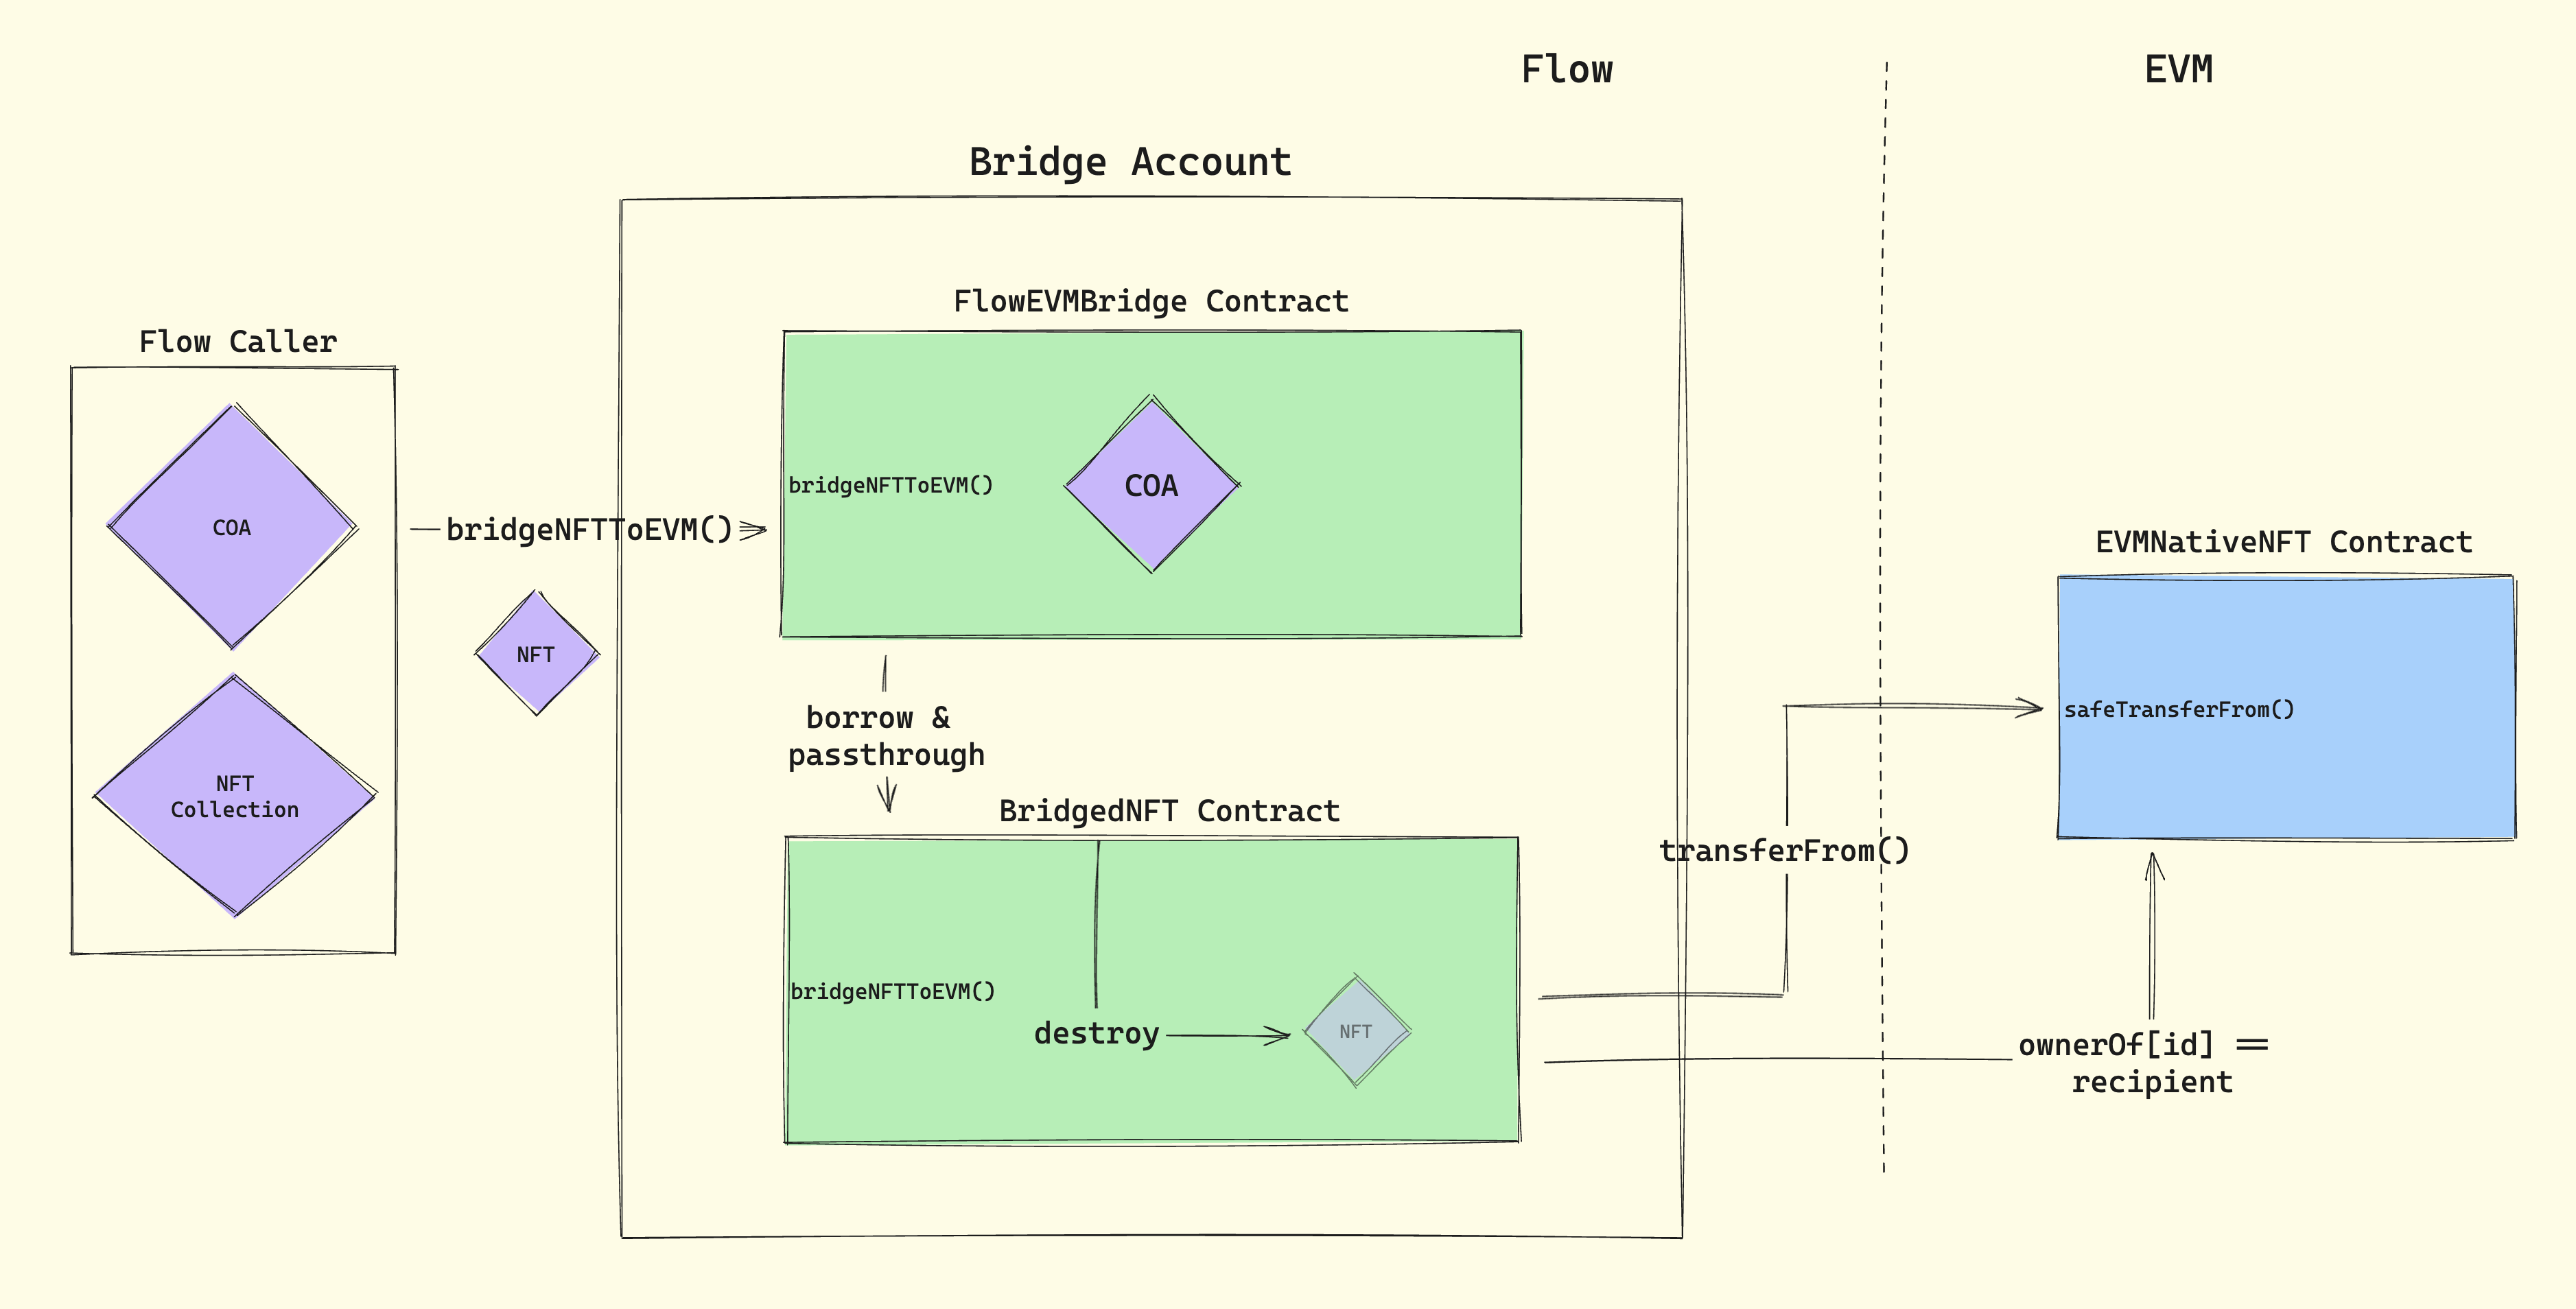 Flow
EVM
Bridge Account
FlowEVMBridge Contract
Flow Caller
COA
NFT
Collection
bridgeNFTToEVM()
NFT
bridgeNFTToEVM()
COA
borrow &
passthrough
BridgedNFT Contract
bridgeNFTToEVM()
destroy
NFT
transferFrom()
EVMNativeNFT Contract
safeTransferFrom()
ownerOf[id] ==
recipient